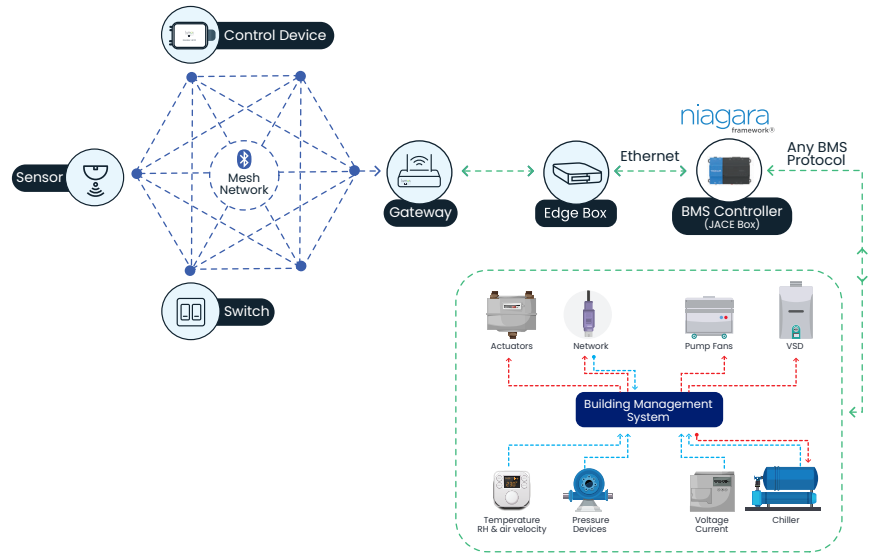 Control Device
niagara
framework®
Sensor
Mesh
Network
Ethernet
Any BMS
Protocol
Gateway
Edge Box
BMS Controller
(JACE Box)
Switch
Actuators
Network
Pump Fans
VSD
Building Management
System
Temperature
RH & air velocity
Pressure
Devices
Voltage
Current
Chiller